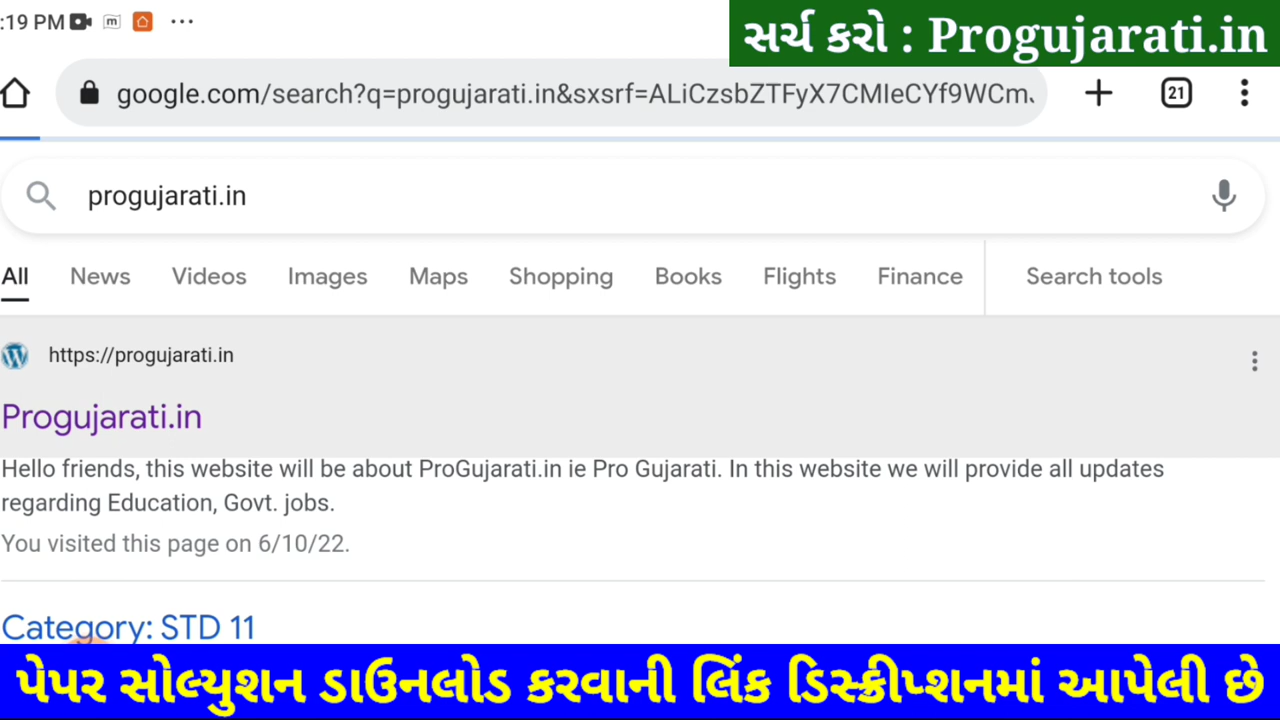 :19 PM
સર્ચ કરો : Progujarati.in
google.com/search?q=progujarati.in&sxsrf=ALiCzsbZTFyX7CMIeCYf9WCm
21
progujarati.in
All News Videos Images Maps Shopping Books Flights Finance Search tools
https://progujarati.in
Progujarati.in
Hello friends, this website will be about ProGujarati.in ie Pro Gujarati. In this website we will provide all updates
regarding Education, Govt. jobs.
You visited this page on 6/10/22.
Category: STD 11
પેપર સોલ્યુશન ડાઉનલોડ કરવાની લિંક ડિસ્ક્રીપ્શનમાં આપેલી છે